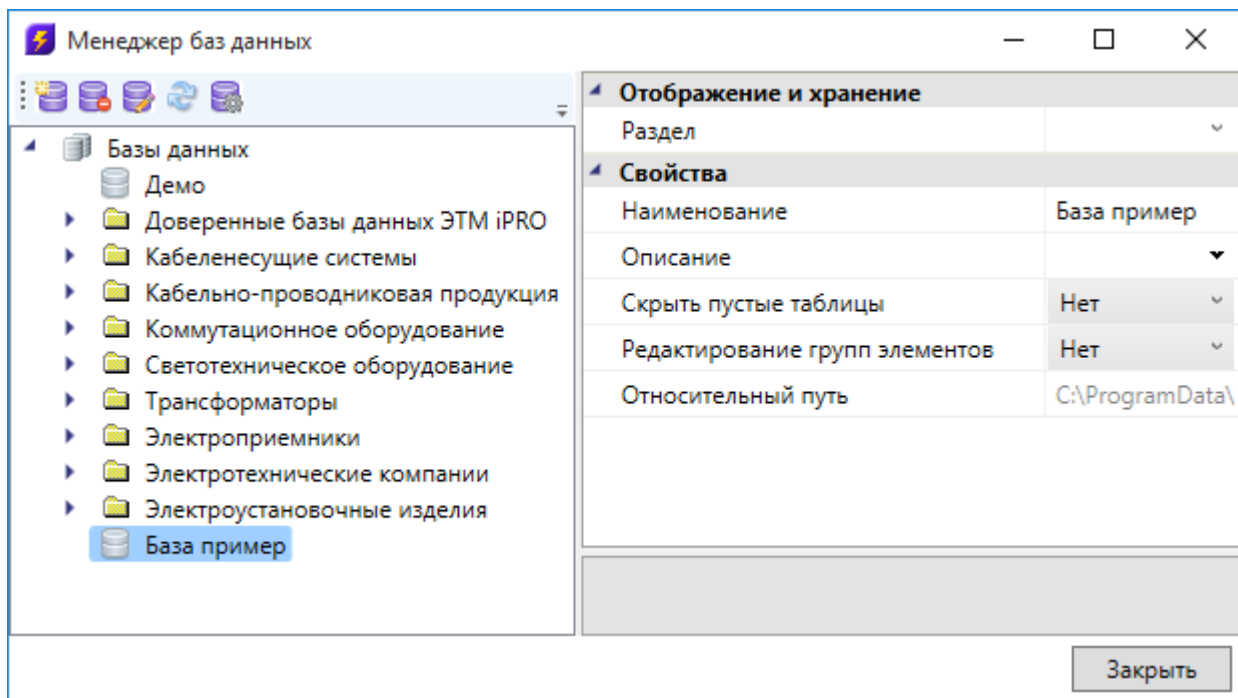 Менеджер баз данных
Базы данных
Демо
Доверенные базы данных ЭТМ iPRO
Кабеленесущие системы
Кабельно-проводниковая продукция
Коммутационное оборудование
Светотехническое оборудование
Трансформаторы
Электроприемники
Электротехнические компании
Электроустановочные изделия
База пример
Отображение и хранение
Раздел
Свойства
Наименование База пример
Описание
Скрыть пустые таблицы Нет
Редактирование групп элементов Нет
Относительный путь C:\ProgramData\
Закрыть